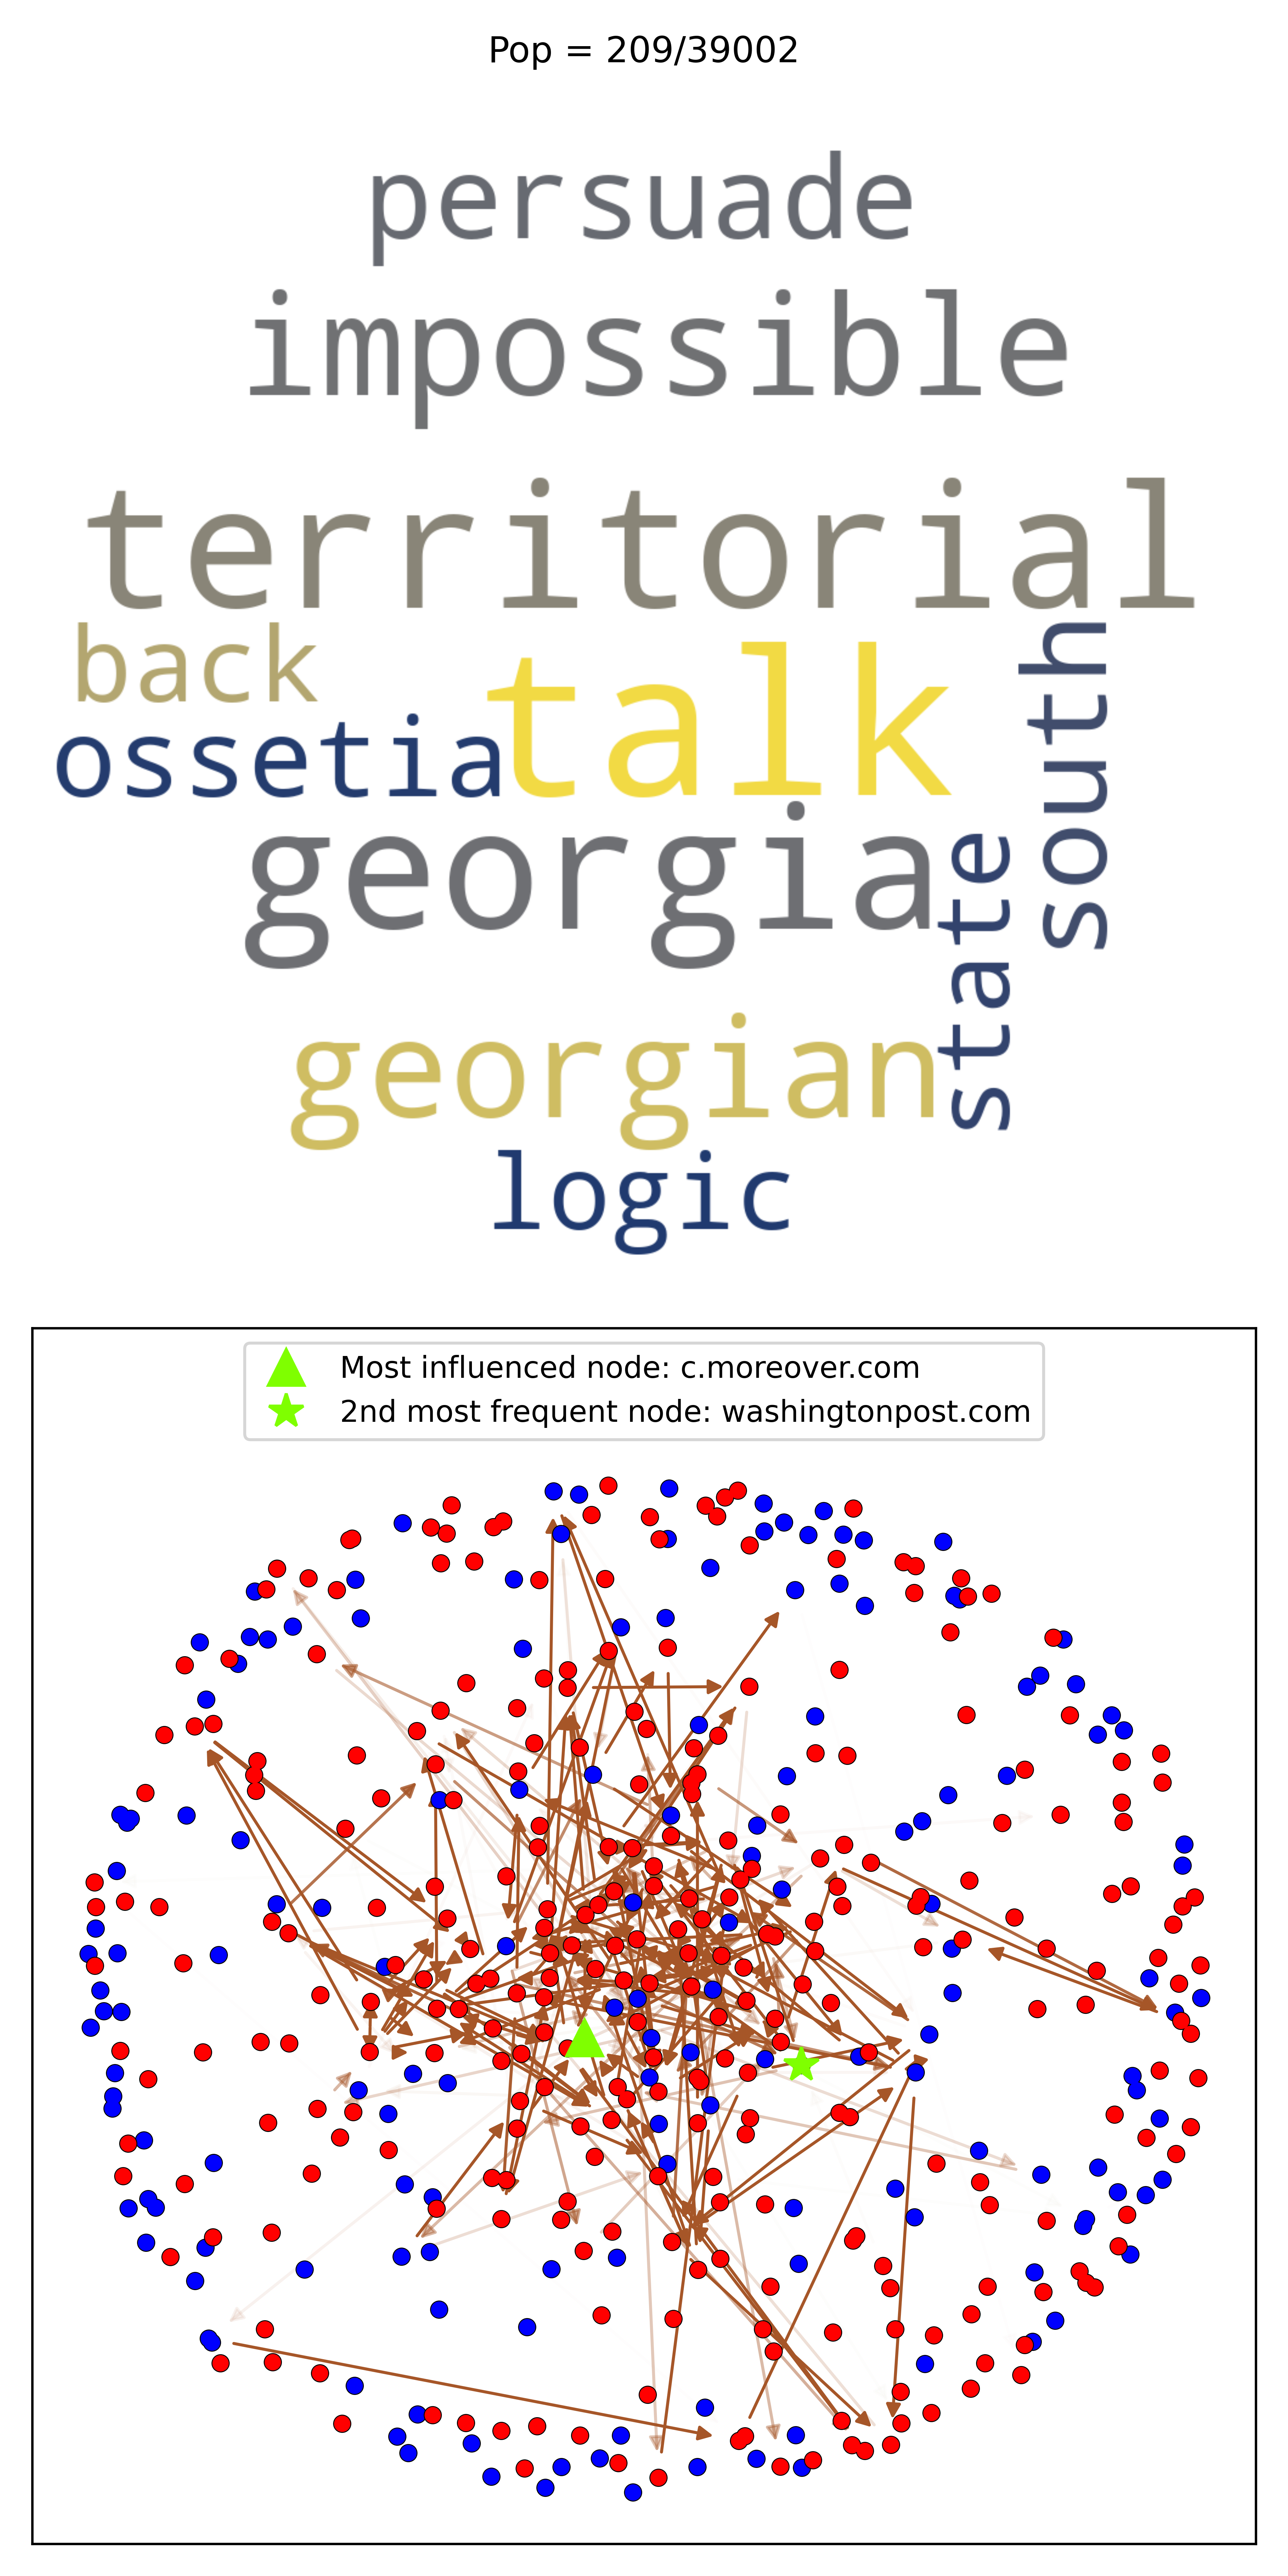 Pop = 209/39002
persuade
impossible
territorial
back
talk
south
ossetia
georgia
state
georgian
logic
Most influenced node: c.moreover.com
2nd most frequent node: washingtonpost.com